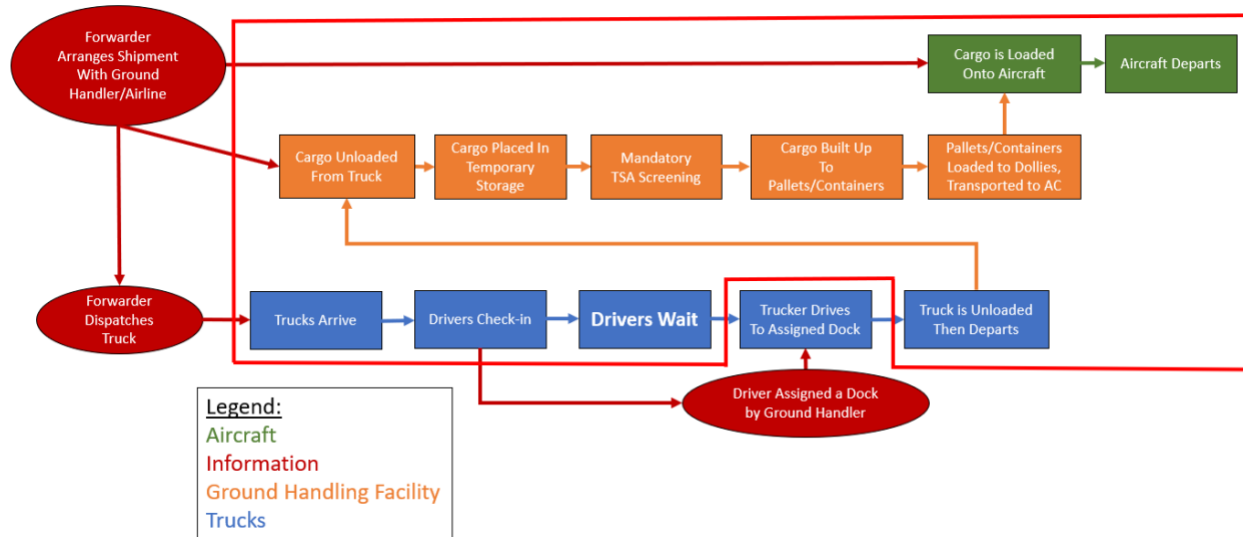 Forwarder
Arranges Shipment
With Ground
Handler/Airline
Cargo is Loaded
Onto Aircraft
Aircraft Departs
Cargo Unloaded
From Truck
Cargo Placed In
Temporary
Storage
Mandatory
TSA Screening
Cargo Built Up
To
Pallets/Containers
Pallets/Containers
Loaded to Dollies,
Transported to AC
Forwarder
Dispatches
Truck
Trucks Arrive
Drivers Check-in
Drivers Wait
Trucker Drives
To Assigned Dock
Truck is Unloaded
Then Departs
Driver Assigned a Dock
by Ground Handler
Legend:
Aircraft
Information
Ground Handling Facility
Trucks